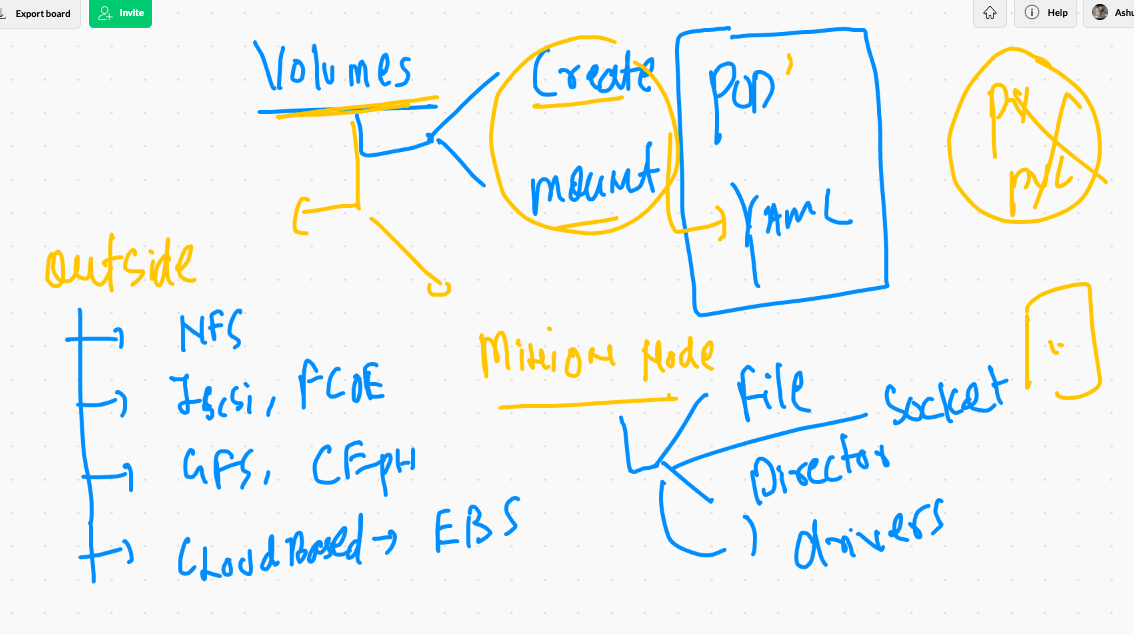 Export board
Invite
Help
Ashu
Volumes
Create
mount
POD
YAML
PV
PVC
outside
NFS
Iscsi, FCOE
GFS, CEPH
CLoud Based → EBS
Minion Node
File
Socket
Director
drivers